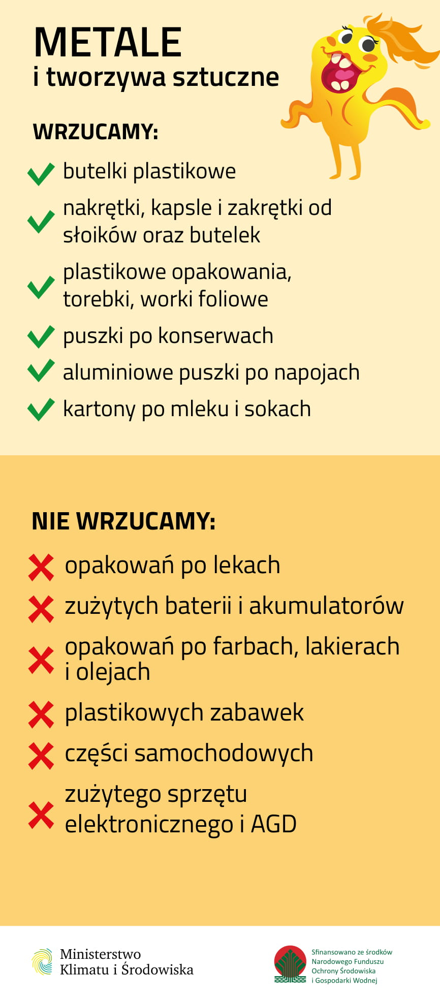 METALE
i tworzywa sztuczne
WRZUCAMY:
butelki plastikowe
nakrętki, kapsle i zakrętki od
słoików oraz butelek
plastikowe opakowania,
torebki, worki foliowe
puszki po konserwach
aluminiowe puszki po napojach
kartony po mleku i sokach
NIE WRZUCAMY:
opakowań po lekach
zużytych baterii i akumulatorów
opakowań po farbach, lakierach
i olejach
plastikowych zabawek
części samochodowych
zużytego sprzętu
elektronicznego i AGD
Ministerstwo
Klimatu i Środowiska
Sfinansowano ze środków
Narodowego Funduszu
Ochrony Środowiska
i Gospodarki Wodnej